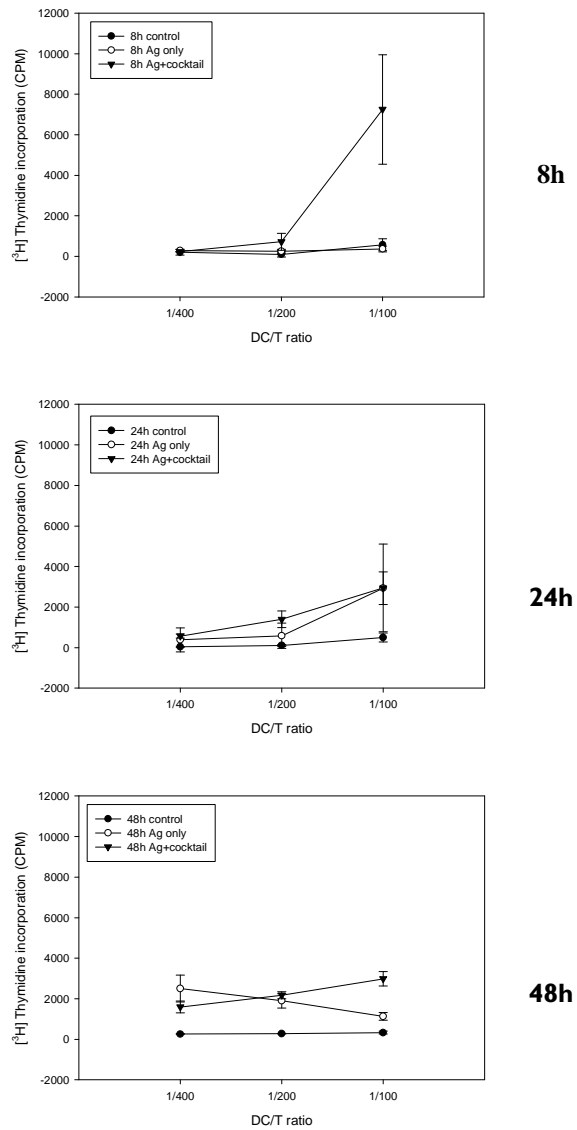 12000
10000
8000
6000
4000
2000
0
-2000
[³H] Thymidine incorporation (CPM)
8h control
8h Ag only
8h Ag+cocktail
1/400 1/200 1/100
DC/T ratio
8h
12000
10000
8000
6000
4000
2000
0
-2000
[³H] Thymidine incorporation (CPM)
24h control
24h Ag only
24h Ag+cocktail
1/400 1/200 1/100
DC/T ratio
24h
12000
10000
8000
6000
4000
2000
0
-2000
[³H] Thymidine incorporation (CPM)
48h control
48h Ag only
48h Ag+cocktail
1/400 1/200 1/100
DC/T ratio
48h